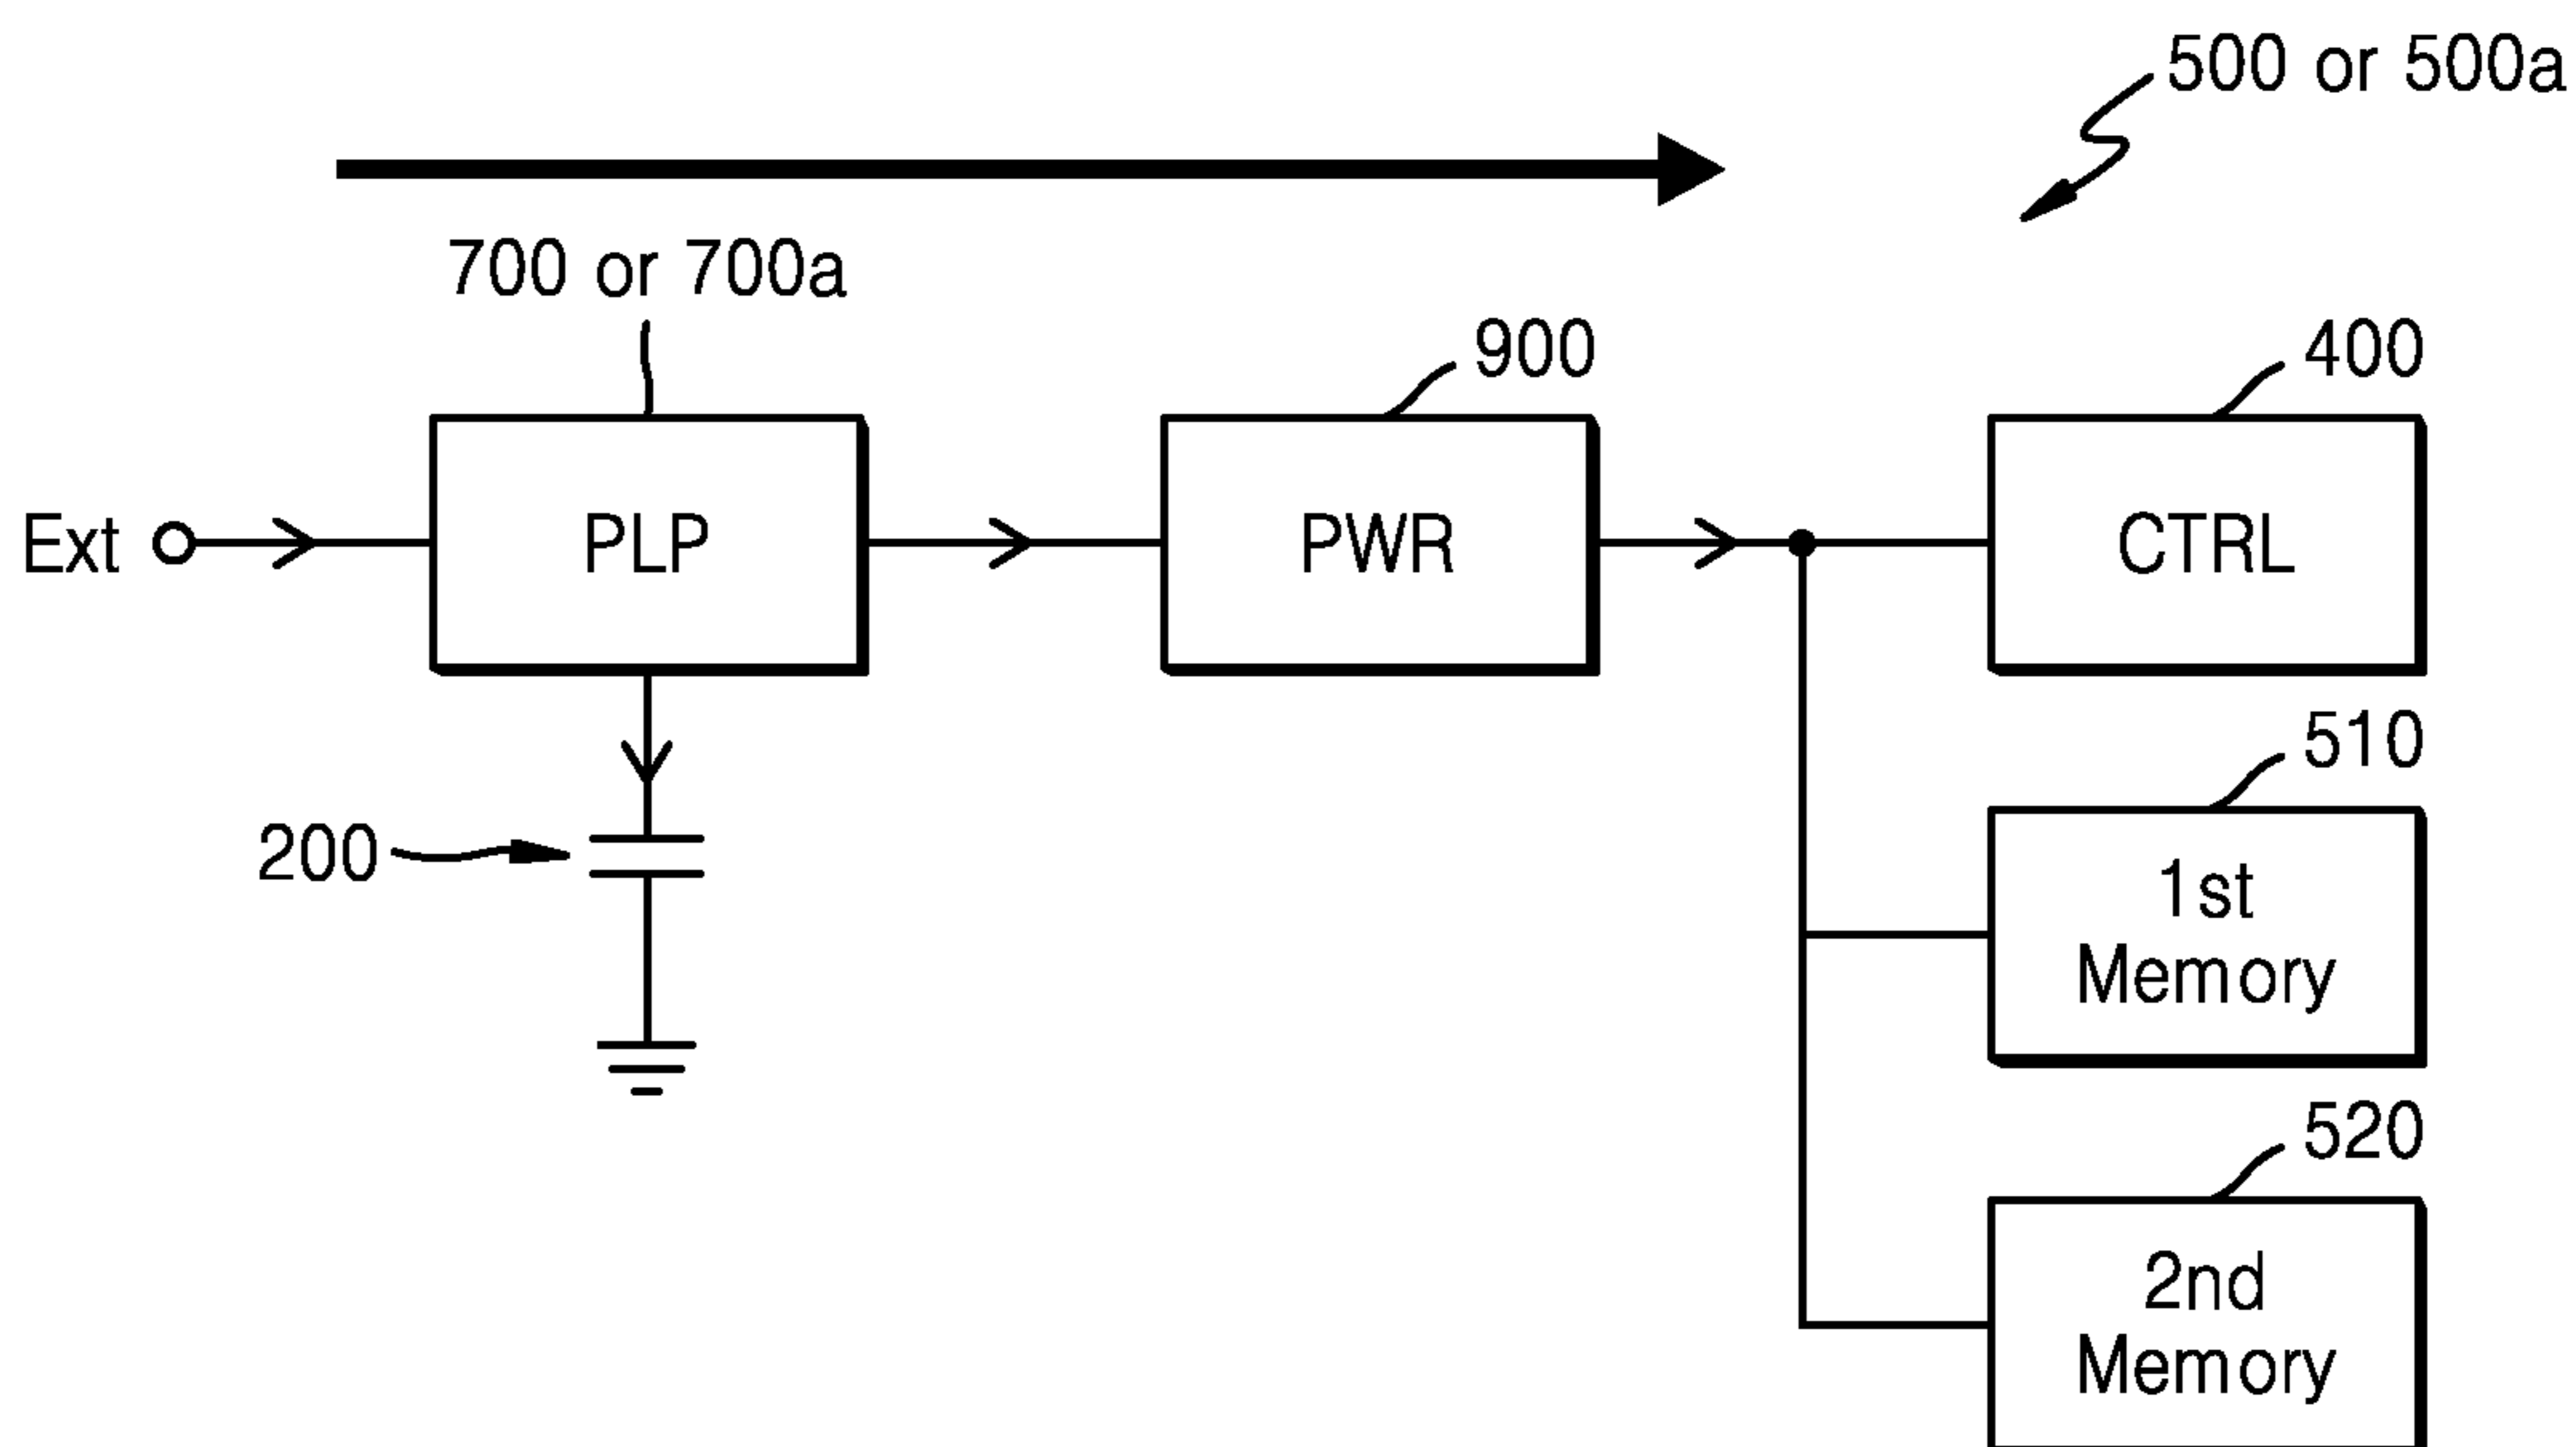 500 or 500a
700 or 700a
900
400
Ext
PLP
PWR
CTRL
510
200
1st
Memory
520
2nd
Memory